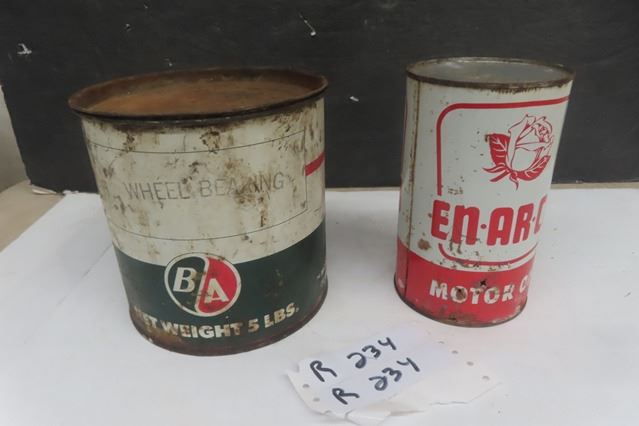 WHEEL BEARING
B A
NET WEIGHT 5 LBS.
EN·AR·C
MOTOR O
R 234
R 234